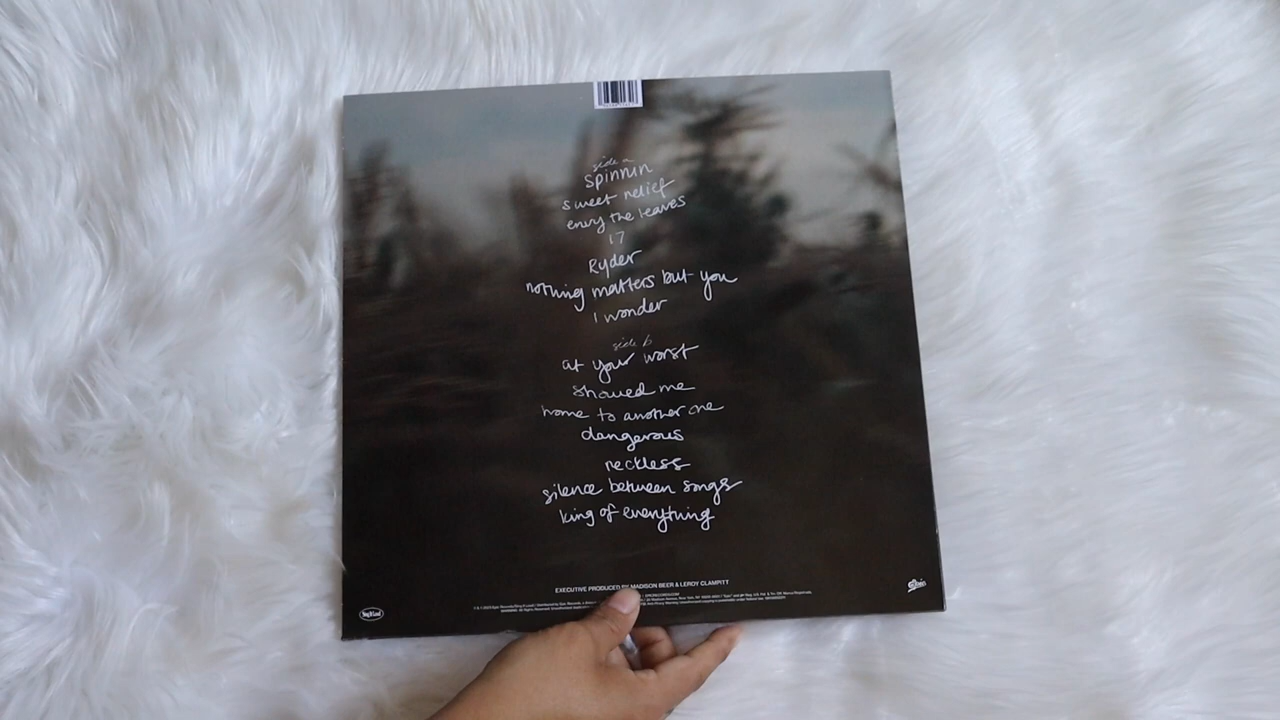 side a
Spinnin
sweet relief
envy the leaves
17
Ryder
nothing matters but you
I wonder
side b
at your worst
showed me
home to another one
dangerous
reckless
silence between songs
king of everything
EXECUTIVE PRODUCED BY MADISON BEER & LEROY CLAMPITT
Epic